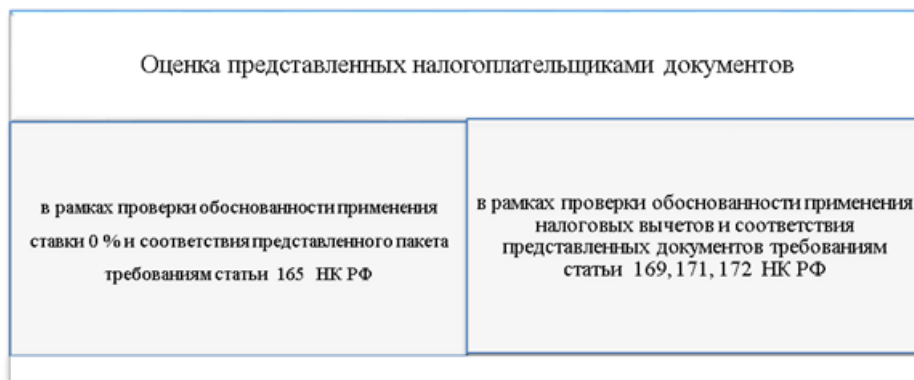 Оценка представленных налогоплательщиками документов
в рамках проверки обоснованности применения
ставки 0 % и соответствия представленного пакета
требованиям статьи 165 НК РФ
в рамках проверки обоснованности применения
налоговых вычетов и соответствия
представленных документов требованиям
статьи 169, 171, 172 НК РФ